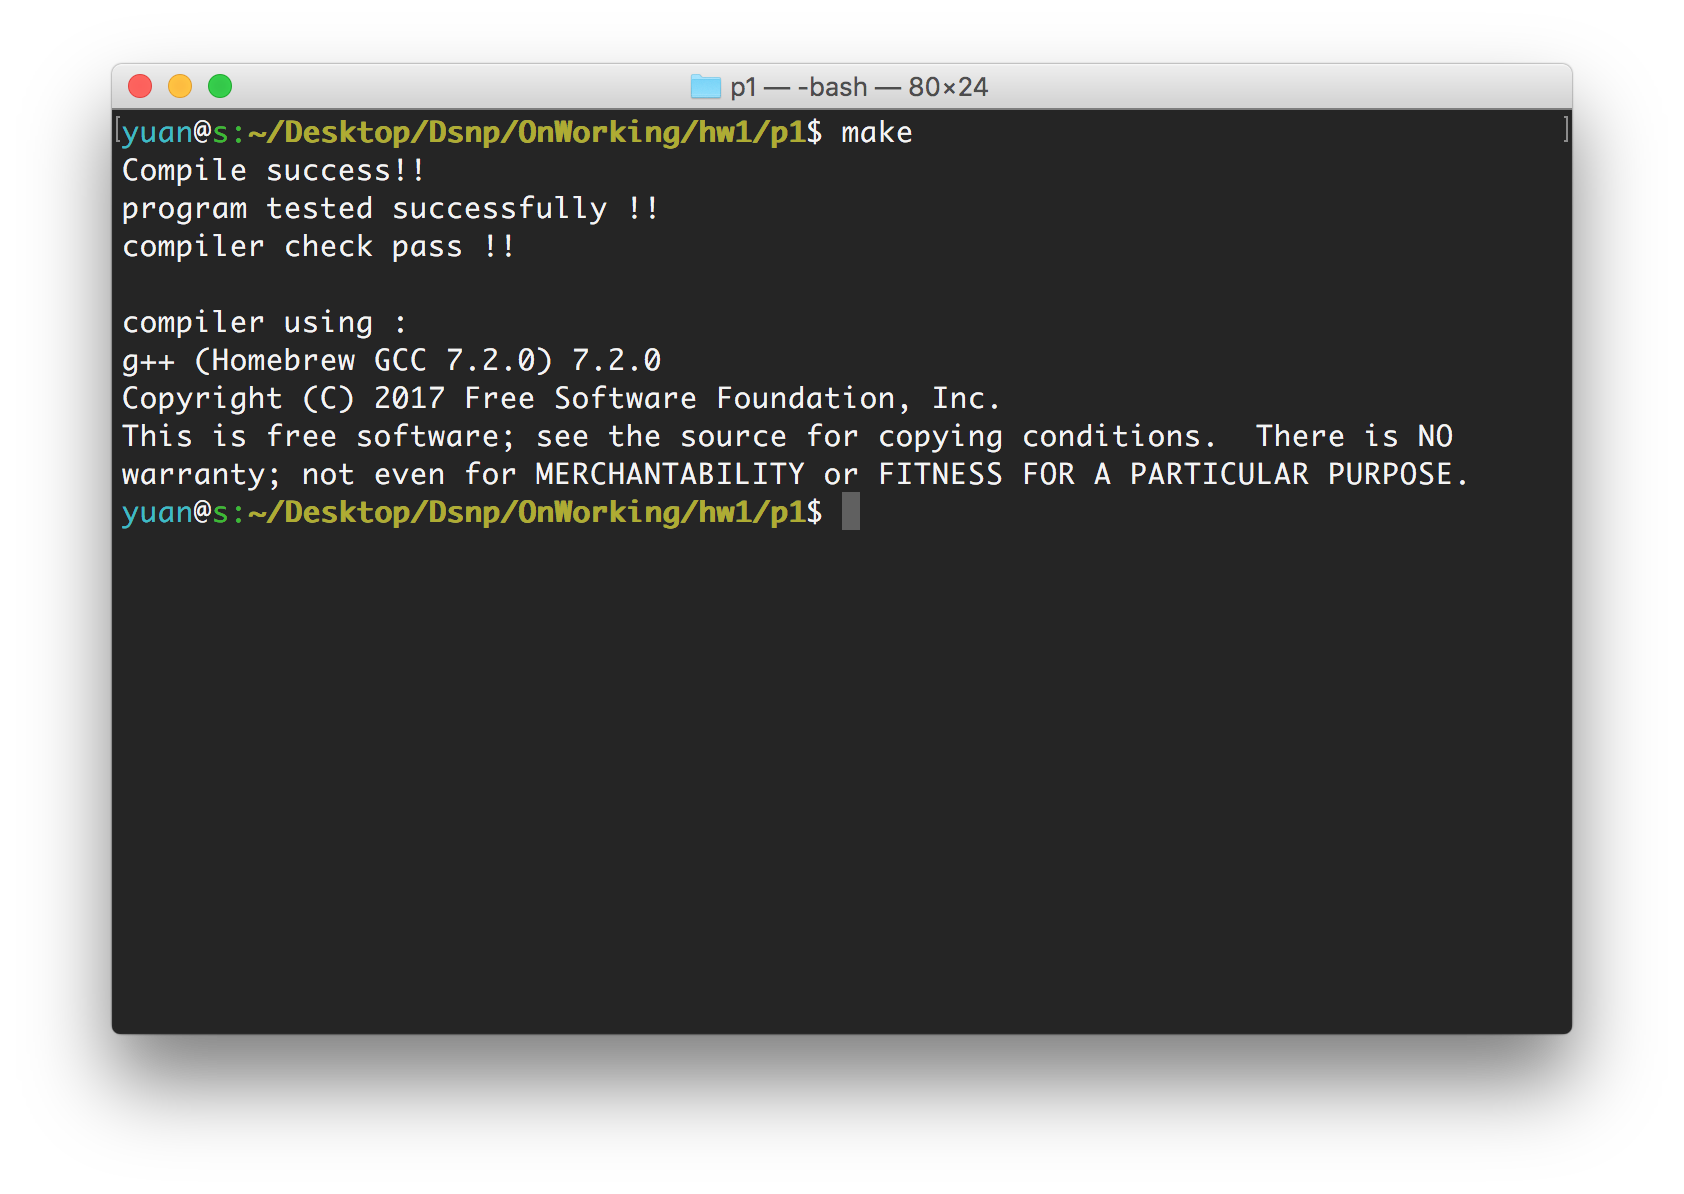 p1 — -bash — 80×24
yuan@s:~/Desktop/Dsnp/OnWorking/hw1/p1$ make
Compile success!!
program tested successfully !!
compiler check pass !!
compiler using :
g++ (Homebrew GCC 7.2.0) 7.2.0
Copyright (C) 2017 Free Software Foundation, Inc.
This is free software; see the source for copying conditions.  There is NO
warranty; not even for MERCHANTABILITY or FITNESS FOR A PARTICULAR PURPOSE.
yuan@s:~/Desktop/Dsnp/OnWorking/hw1/p1$